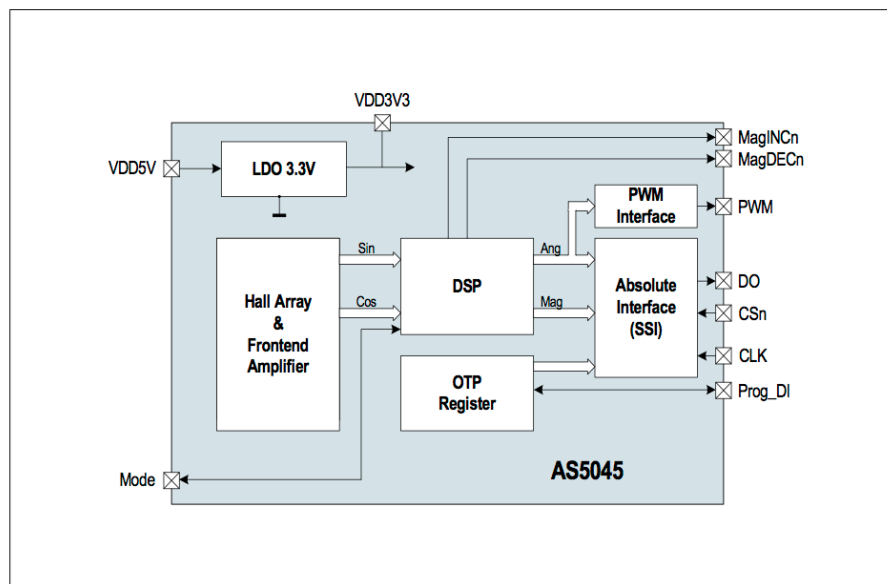 VDD3V3
MagINCn
MagDECn
VDD5V
LDO 3.3V
PWM
Interface
PWM
Sin
Ang
Hall Array
&
Frontend
Amplifier
DSP
Absolute
Interface
(SSI)
DO
Cos
Mag
CSn
CLK
OTP
Register
Prog_DI
Mode
AS5045